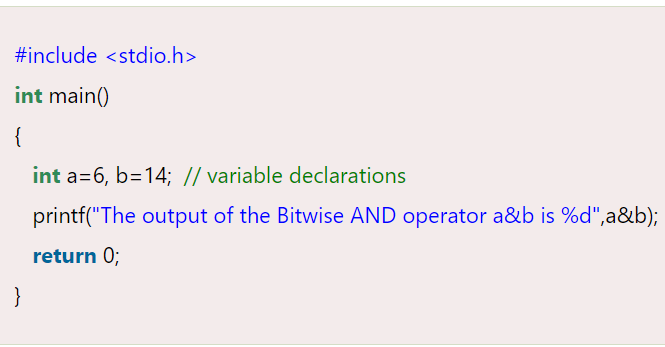 #include <stdio.h>
int main()
{
int a=6, b=14; // variable declarations
printf("The output of the Bitwise AND operator a&b is %d",a&b);
return 0;
}